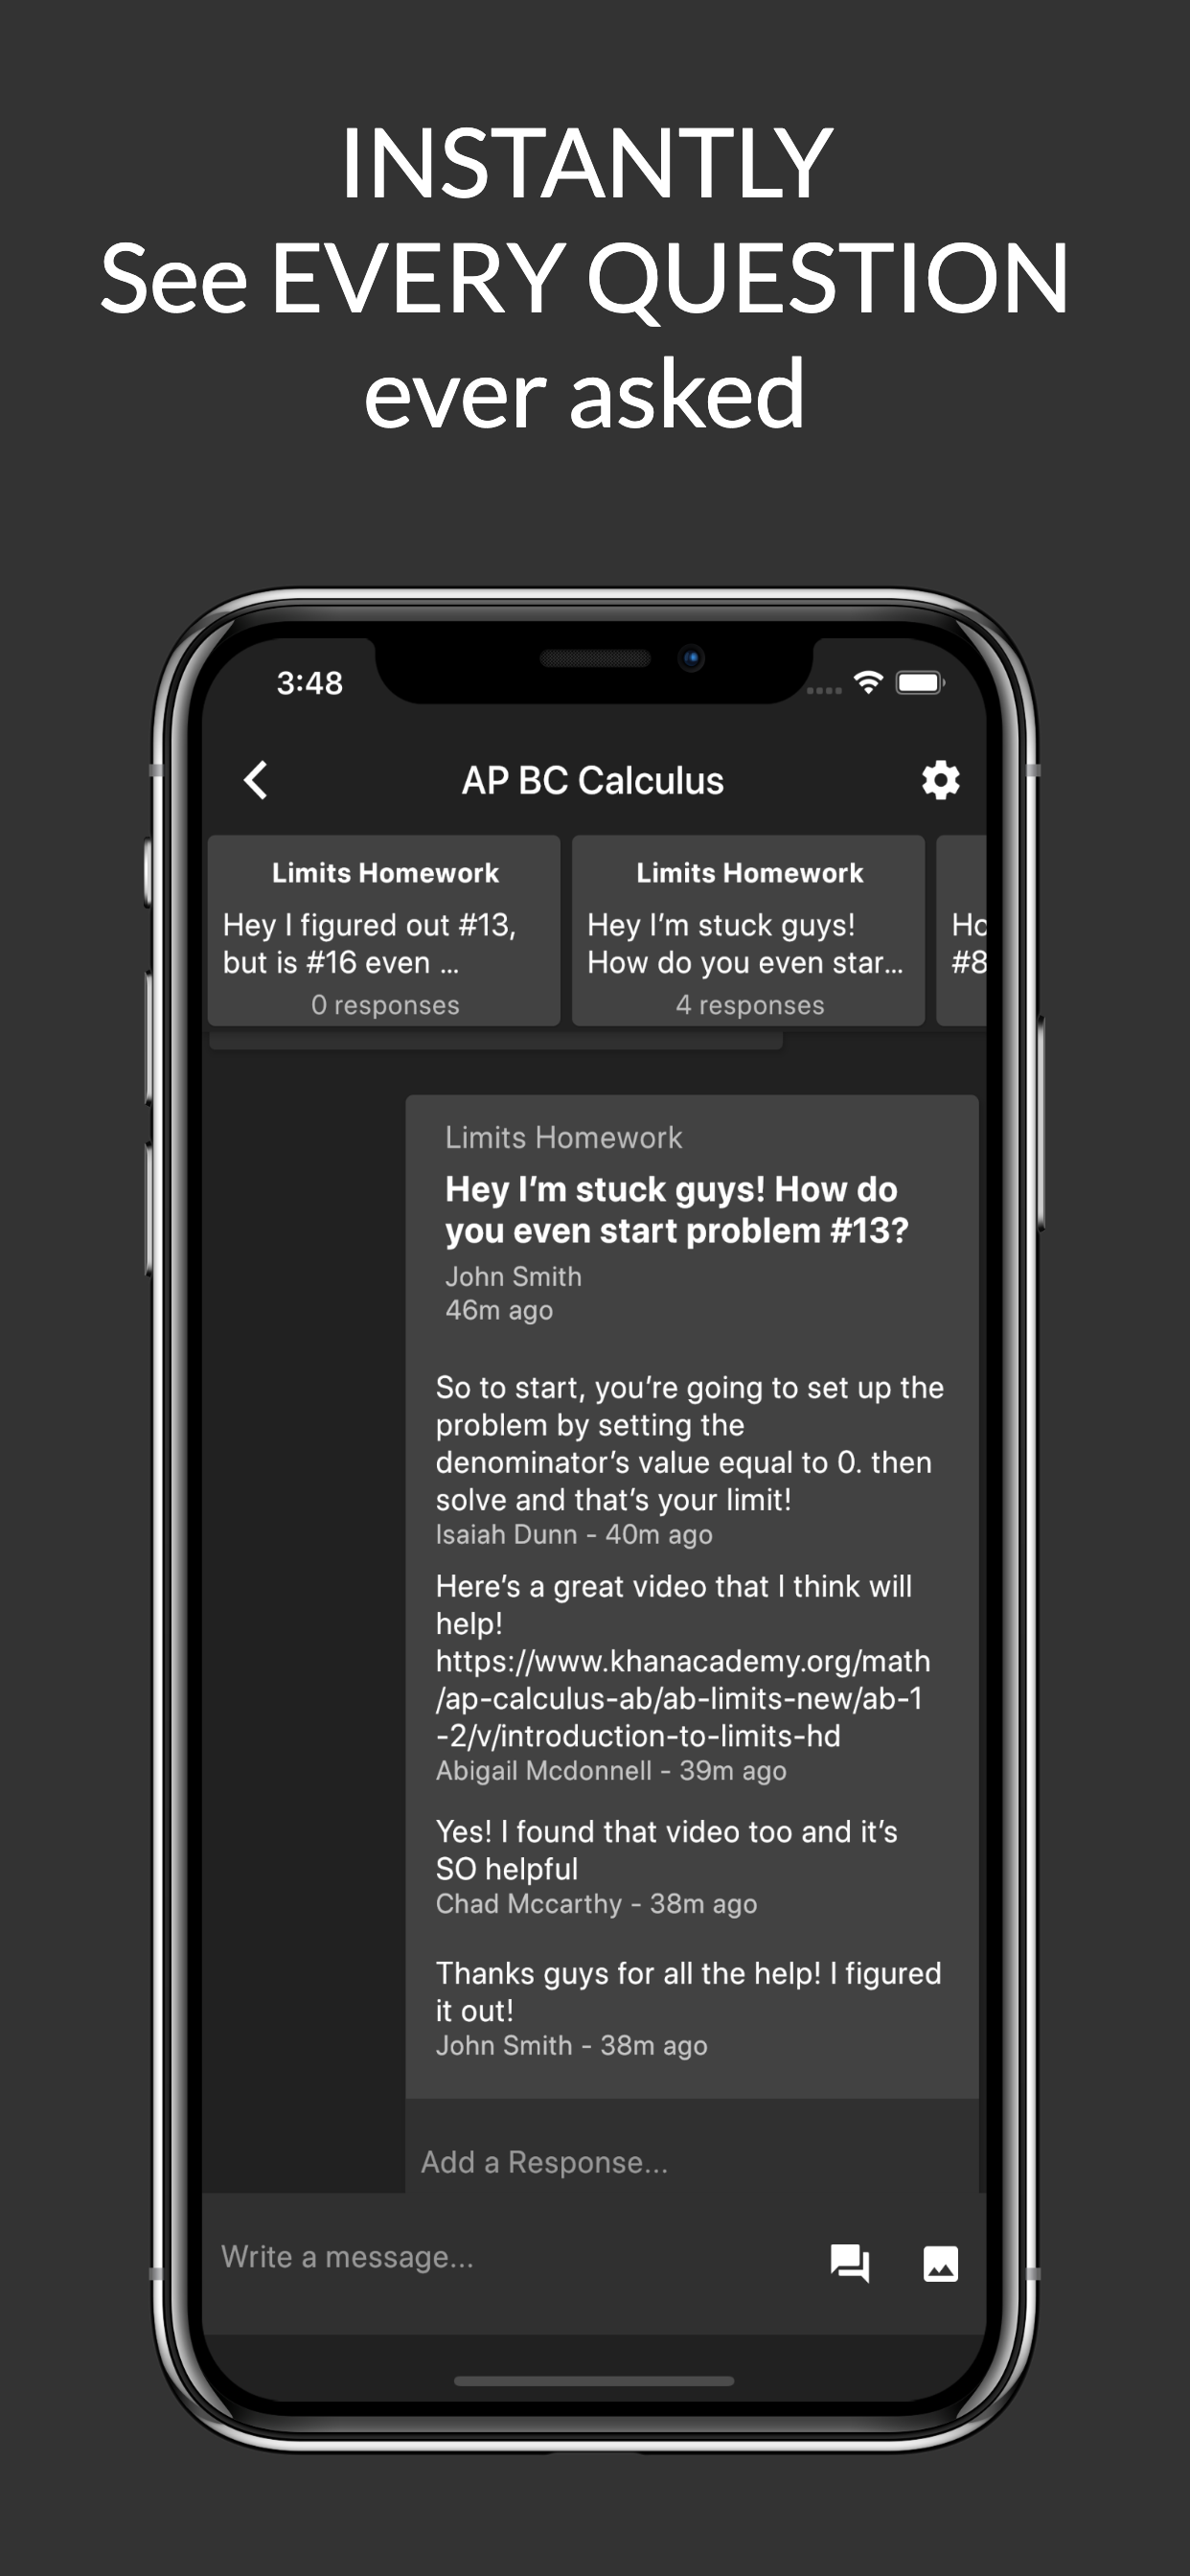 INSTANTLY
See EVERY QUESTION
ever asked
3:48
AP BC Calculus
Limits Homework
Hey I figured out #13,
but is #16 even ...
0 responses
Limits Homework
Hey I’m stuck guys!
How do you even star...
4 responses
#8
Limits Homework
Hey I’m stuck guys! How do
you even start problem #13?
John Smith
46m ago
So to start, you’re going to set up the
problem by setting the
denominator’s value equal to 0. then
solve and that’s your limit!
Isaiah Dunn - 40m ago
Here’s a great video that I think will
help!
https://www.khanacademy.org/math
/ap-calculus-ab/ab-limits-new/ab-1
-2/v/introduction-to-limits-hd
Abigail Mcdonnell - 39m ago
Yes! I found that video too and it’s
SO helpful
Chad Mccarthy - 38m ago
Thanks guys for all the help! I figured
it out!
John Smith - 38m ago
Add a Response...
Write a message...